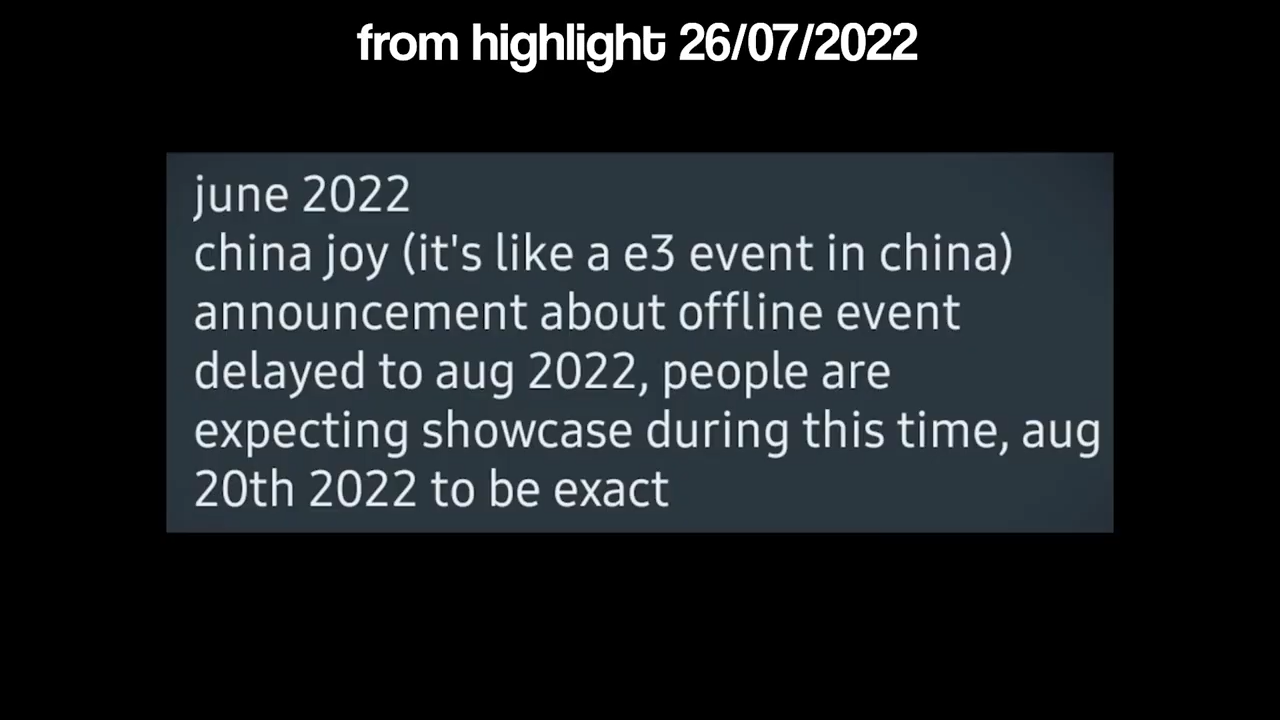 from highlight 26/07/2022
june 2022
china joy (it's like a e3 event in china)
announcement about offline event
delayed to aug 2022, people are
expecting showcase during this time, aug
20th 2022 to be exact